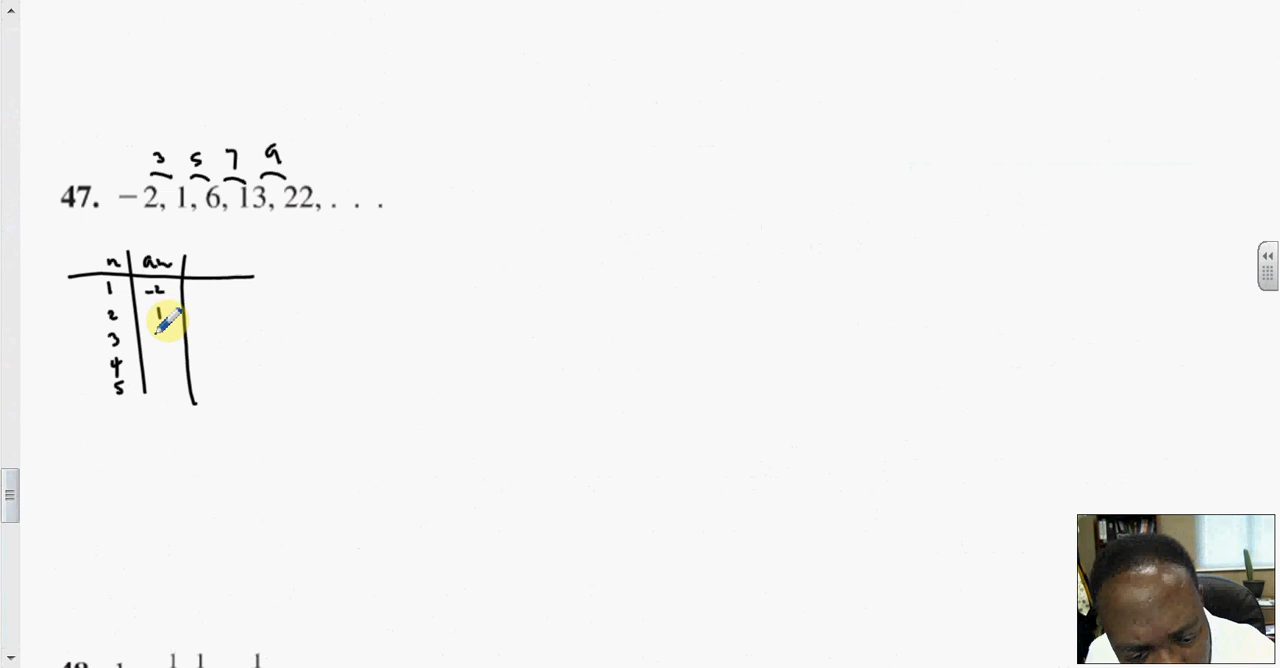 3 5 7 9
47. −2, 1, 6, 13, 22, . . .
n an
1 -2
2 1
3
4
5